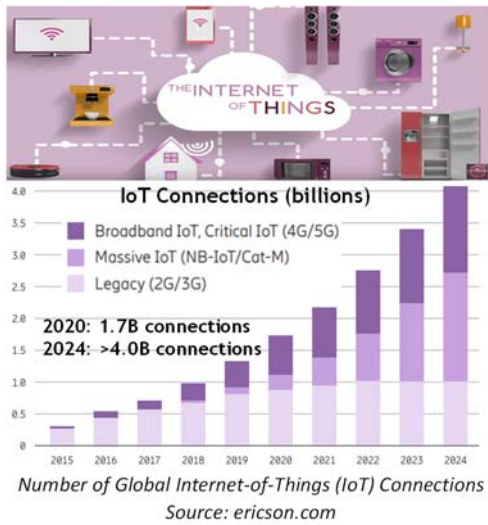 THE INTERNET
OF THINGS
IoT Connections (billions)
4.0
3.5
3.0
2.5
2.0
1.5
1.0
0.5
0
Broadband IoT, Critical IoT (4G/5G)
Massive IoT (NB-IoT/Cat-M)
Legacy (2G/3G)
2020: 1.7B connections
2024: >4.0B connections
2015 2016 2017 2018 2019 2020 2021 2022 2023 2024
Number of Global Internet-of-Things (IoT) Connections
Source: ericson.com